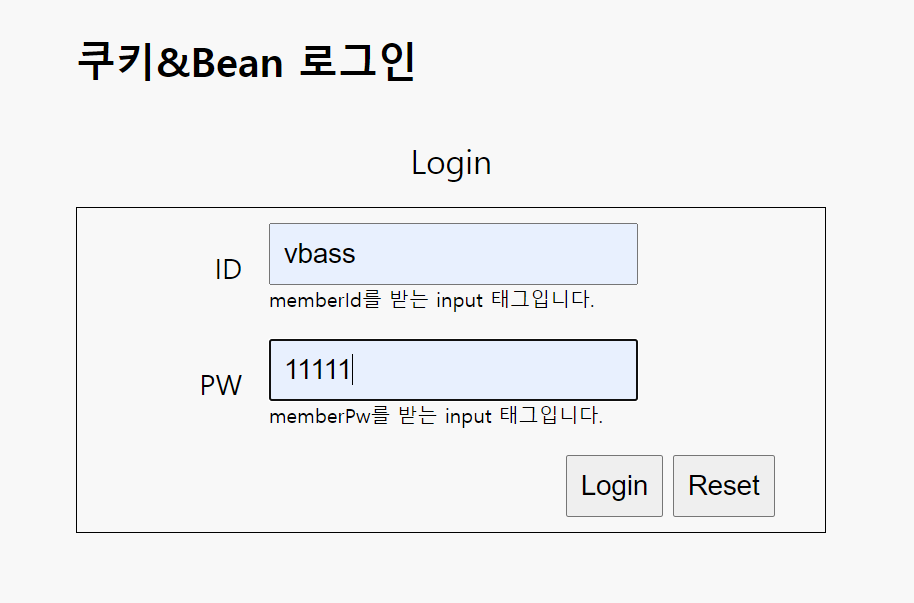 쿠키&Bean 로그인
Login
ID
vbass
memberId를 받는 input 태그입니다.
PW
11111
memberPw를 받는 input 태그입니다.
Login Reset